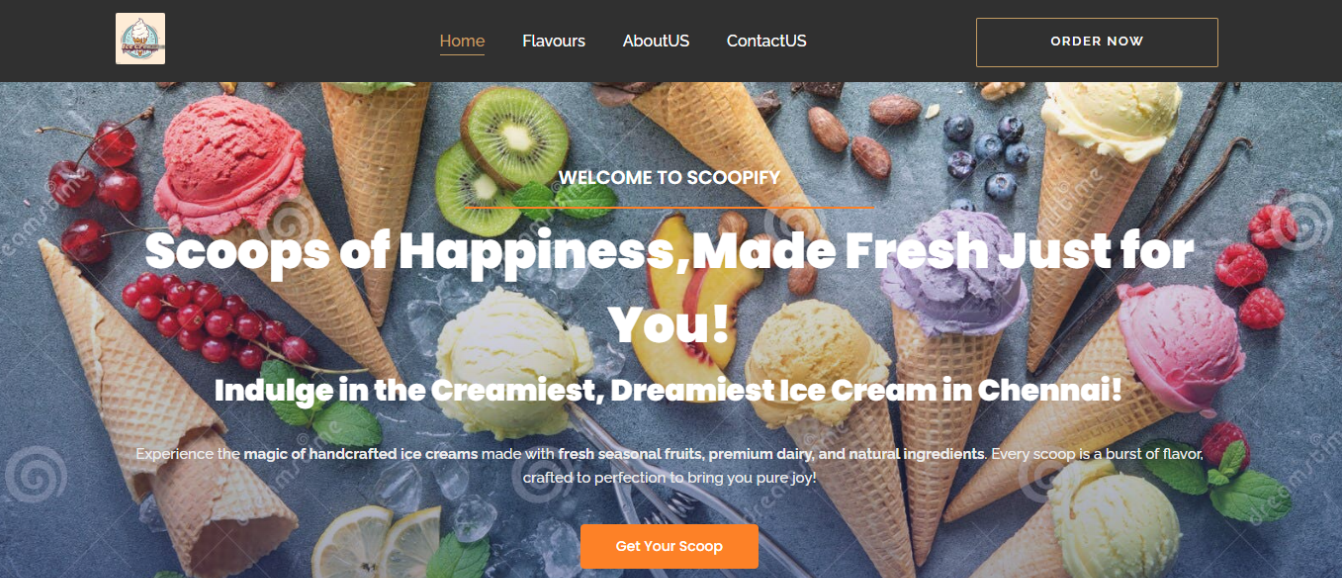 Home Flavours AboutUS ContactUS ORDER NOW
WELCOME TO SCOOPIFY
Scoops of Happiness,Made Fresh Just for
You!
Indulge in the Creamiest, Dreamiest Ice Cream in Chennai!
Experience the magic of handcrafted ice creams made with fresh seasonal fruits, premium dairy, and natural ingredients. Every scoop is a burst of flavor,
crafted to perfection to bring you pure joy!
Get Your Scoop